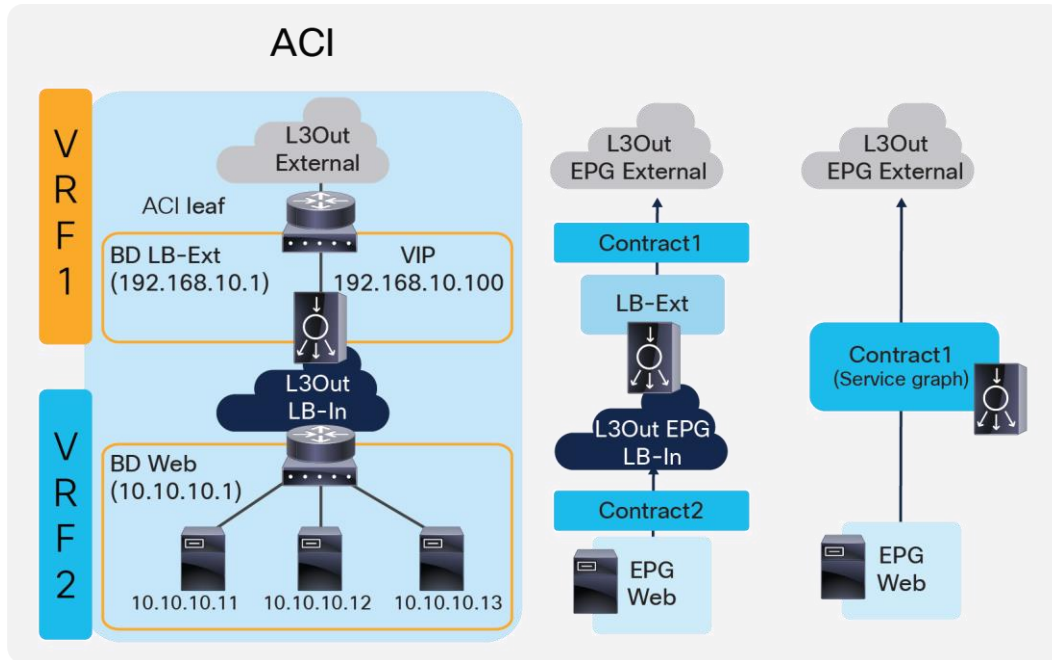 ACI
VRF1
L3Out
External
ACI leaf
BD LB-Ext
(192.168.10.1)
VIP
192.168.10.100
L3Out
LB-In
VRF2
BD Web
(10.10.10.1)
10.10.10.11
10.10.10.12
10.10.10.13
L3Out
EPG External
Contract1
LB-Ext
L3Out EPG
LB-In
Contract2
EPG
Web
L3Out
EPG External
Contract1
(Service graph)
EPG
Web